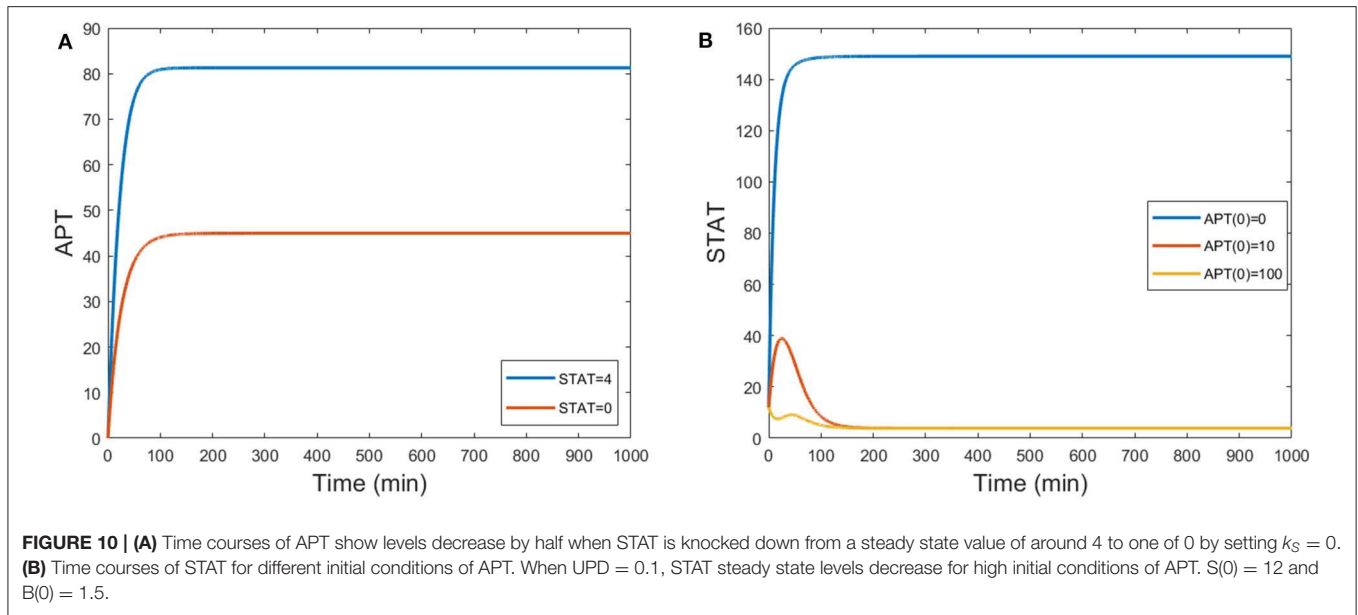 A
90
80
70
60
50
40
30
20
10
0
APT
0 100 200 300 400 500 600 700 800 900 1000
Time (min)
STAT=4
STAT=0
B
160
140
120
100
80
60
40
20
0
STAT
0 100 200 300 400 500 600 700 800 900 1000
Time (min)
APT(0)=0
APT(0)=10
APT(0)=100
FIGURE 10 | (A) Time courses of APT show levels decrease by half when STAT is knocked down from a steady state value of around 4 to one of 0 by setting kS = 0.
(B) Time courses of STAT for different initial conditions of APT. When UPD = 0.1, STAT steady state levels decrease for high initial conditions of APT. S(0) = 12 and
B(0) = 1.5.